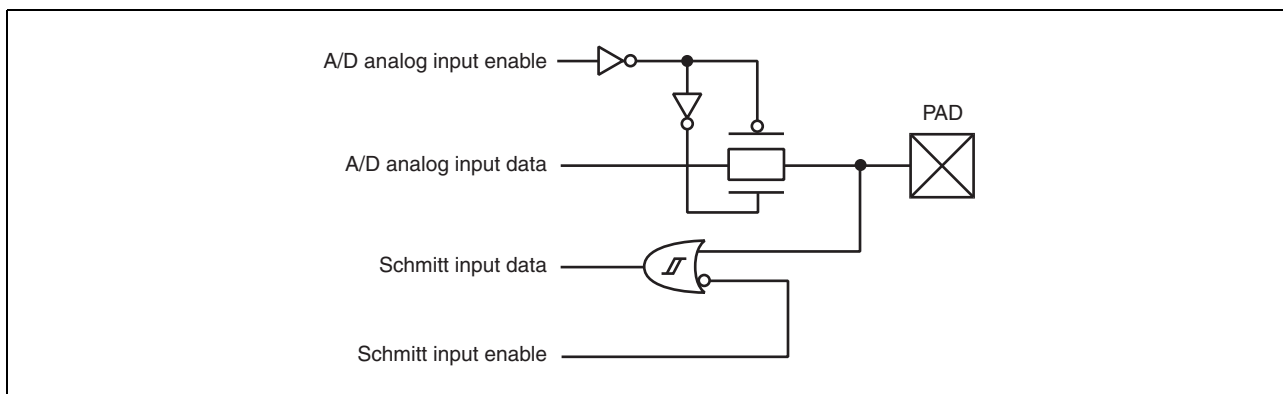 A/D analog input enable
PAD
A/D analog input data
Schmitt input data
Schmitt input enable